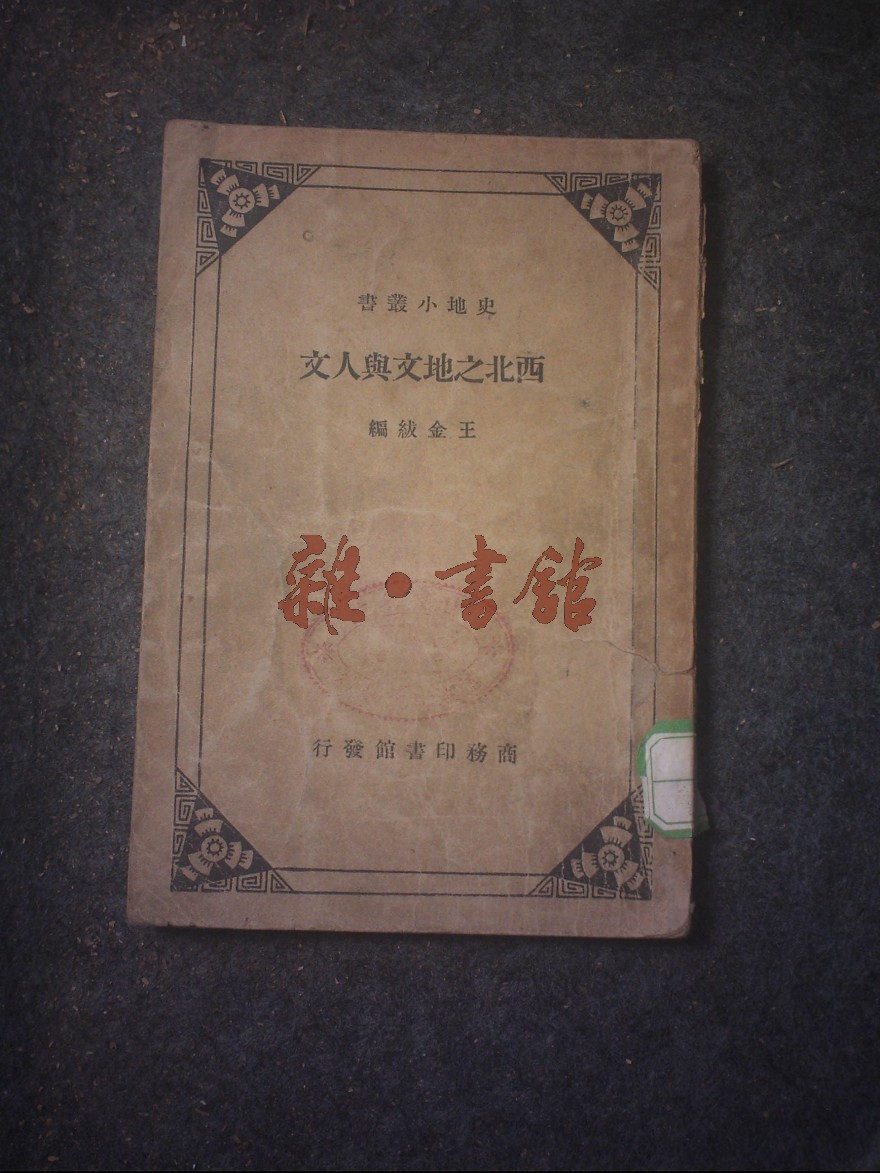 史地小叢書
西北之地文與人文
王金紱編
雜·書館
商務印書館發行